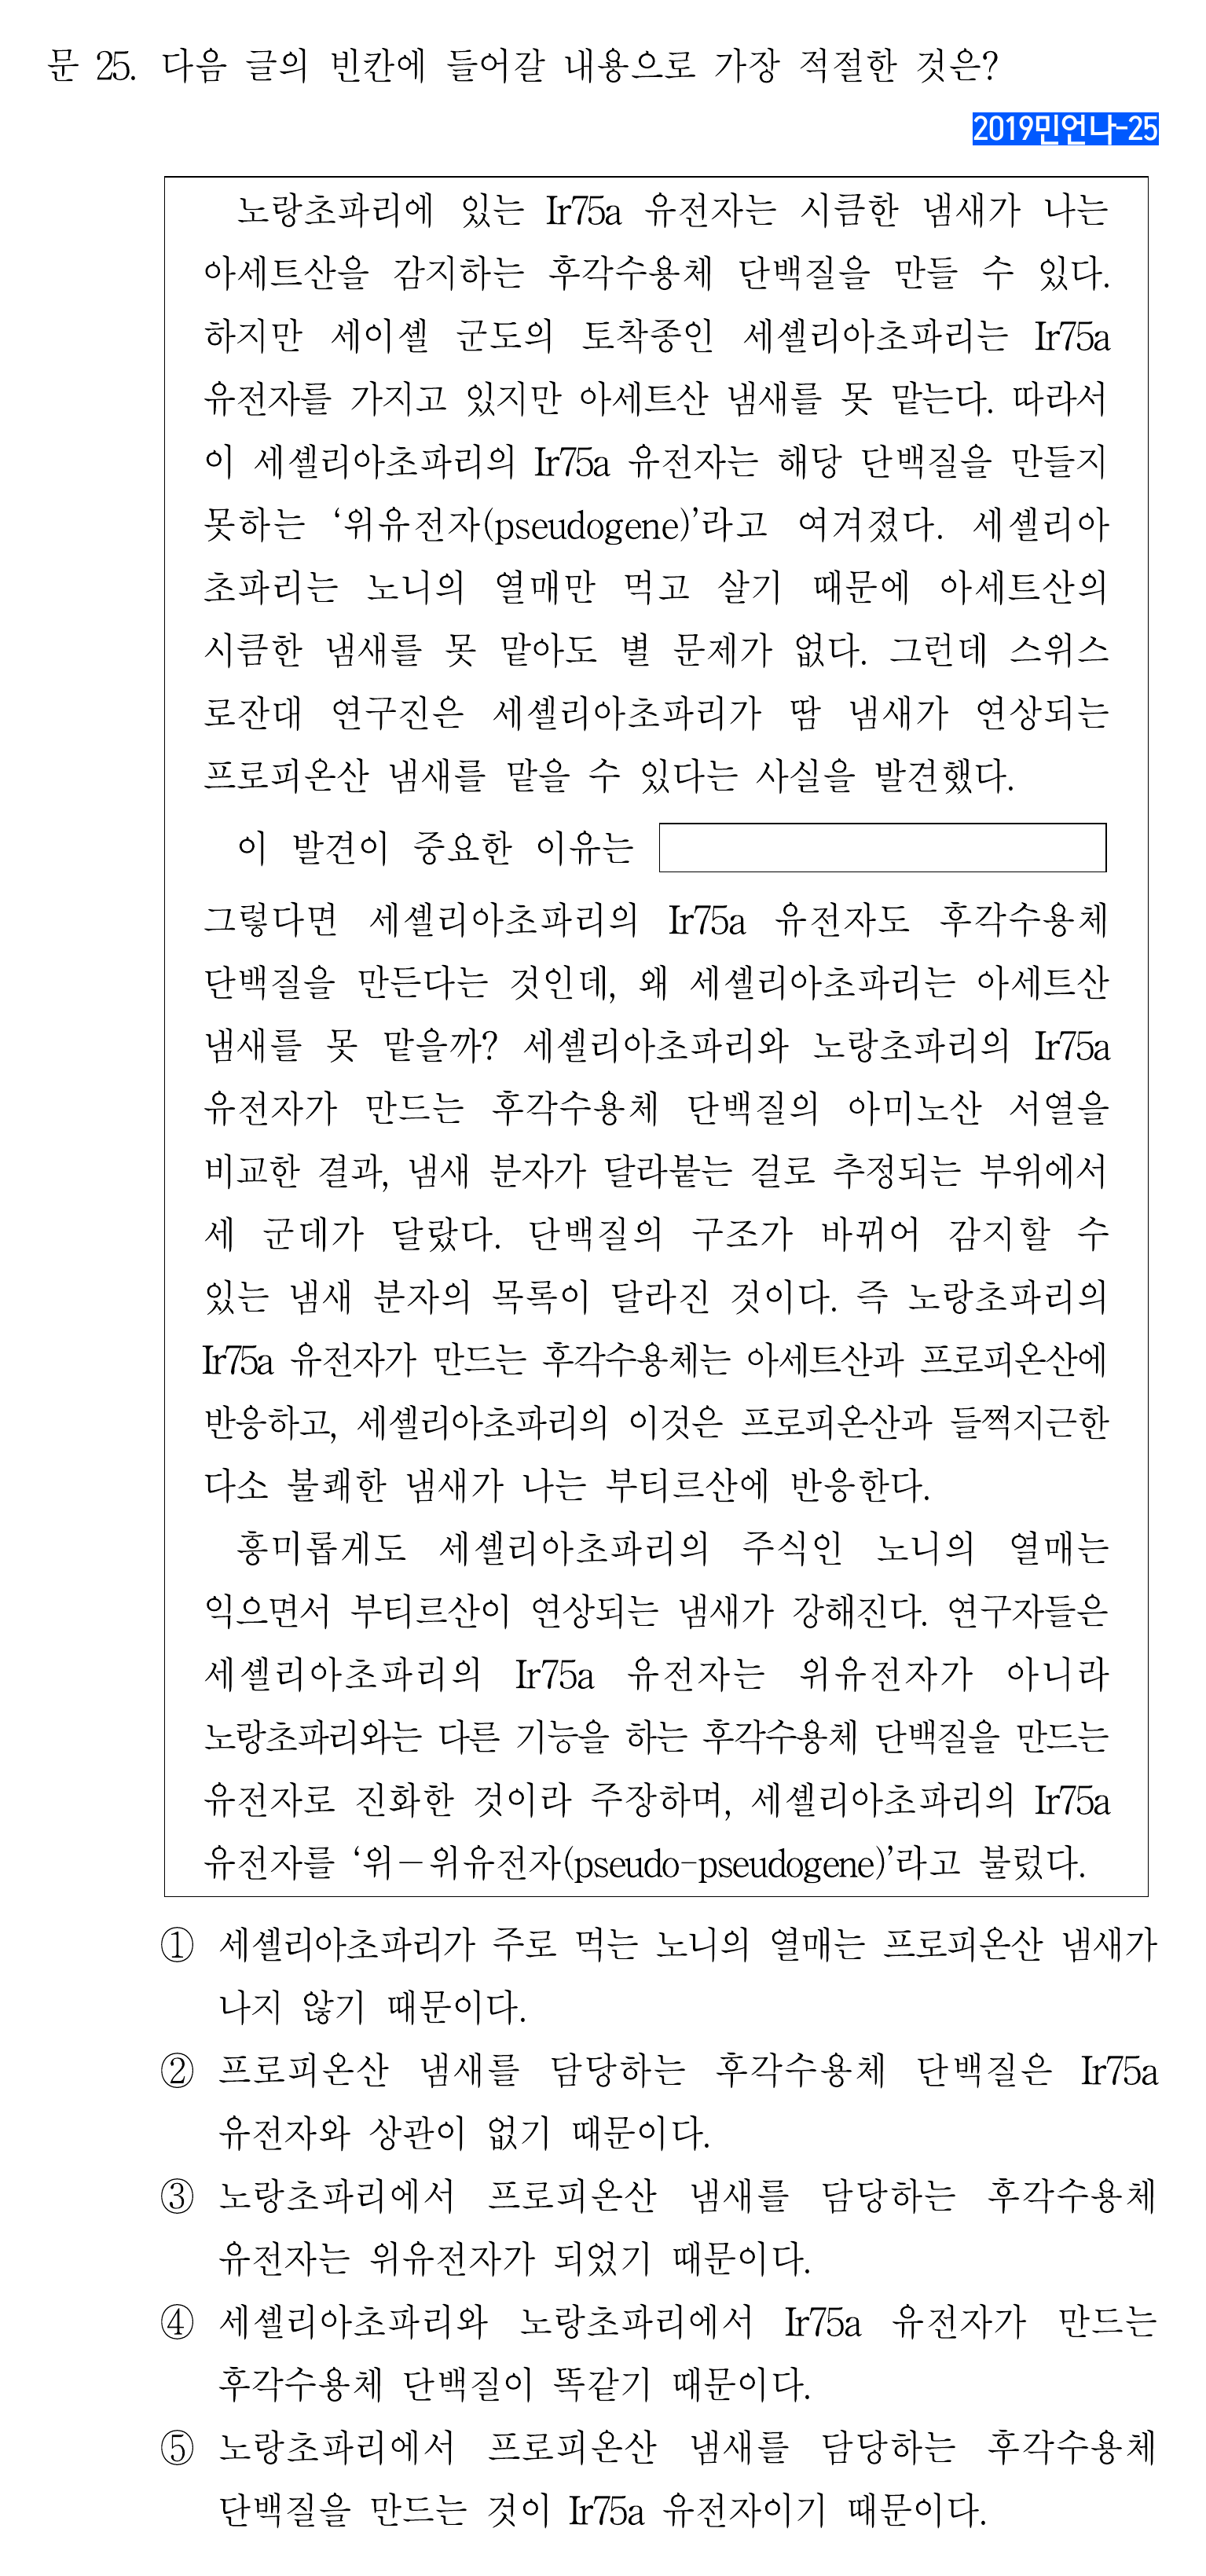 문 25. 다음 글의 빈칸에 들어갈 내용으로 가장 적절한 것은?
2019민언나-25
노랑초파리에 있는 Ir75a 유전자는 시큼한 냄새가 나는
아세트산을 감지하는 후각수용체 단백질을 만들 수 있다.
하지만 세이셸 군도의 토착종인 세셸리아초파리는 Ir75a
유전자를 가지고 있지만 아세트산 냄새를 못 맡는다. 따라서
이 세셸리아초파리의 Ir75a 유전자는 해당 단백질을 만들지
못하는 ‘위유전자(pseudogene)’라고 여겨졌다. 세셸리아
초파리는 노니의 열매만 먹고 살기 때문에 아세트산의
시큼한 냄새를 못 맡아도 별 문제가 없다. 그런데 스위스
로잔대 연구진은 세셸리아초파리가 땀 냄새가 연상되는
프로피온산 냄새를 맡을 수 있다는 사실을 발견했다.
이 발견이 중요한 이유는
그렇다면 세셸리아초파리의 Ir75a 유전자도 후각수용체
단백질을 만든다는 것인데, 왜 세셸리아초파리는 아세트산
냄새를 못 맡을까? 세셸리아초파리와 노랑초파리의 Ir75a
유전자가 만드는 후각수용체 단백질의 아미노산 서열을
비교한 결과, 냄새 분자가 달라붙는 걸로 추정되는 부위에서
세 군데가 달랐다. 단백질의 구조가 바뀌어 감지할 수
있는 냄새 분자의 목록이 달라진 것이다. 즉 노랑초파리의
Ir75a 유전자가 만드는 후각수용체는 아세트산과 프로피온산에
반응하고, 세셸리아초파리의 이것은 프로피온산과 들쩍지근한
다소 불쾌한 냄새가 나는 부티르산에 반응한다.
흥미롭게도 세셸리아초파리의 주식인 노니의 열매는
익으면서 부티르산이 연상되는 냄새가 강해진다. 연구자들은
세셸리아초파리의 Ir75a 유전자는 위유전자가 아니라
노랑초파리와는 다른 기능을 하는 후각수용체 단백질을 만드는
유전자로 진화한 것이라 주장하며, 세셸리아초파리의 Ir75a
유전자를 ‘위-위유전자(pseudo-pseudogene)’라고 불렀다.
① 세셸리아초파리가 주로 먹는 노니의 열매는 프로피온산 냄새가
나지 않기 때문이다.
② 프로피온산 냄새를 담당하는 후각수용체 단백질은 Ir75a
유전자와 상관이 없기 때문이다.
③ 노랑초파리에서 프로피온산 냄새를 담당하는 후각수용체
유전자는 위유전자가 되었기 때문이다.
④ 세셸리아초파리와 노랑초파리에서 Ir75a 유전자가 만드는
후각수용체 단백질이 똑같기 때문이다.
⑤ 노랑초파리에서 프로피온산 냄새를 담당하는 후각수용체
단백질을 만드는 것이 Ir75a 유전자이기 때문이다.